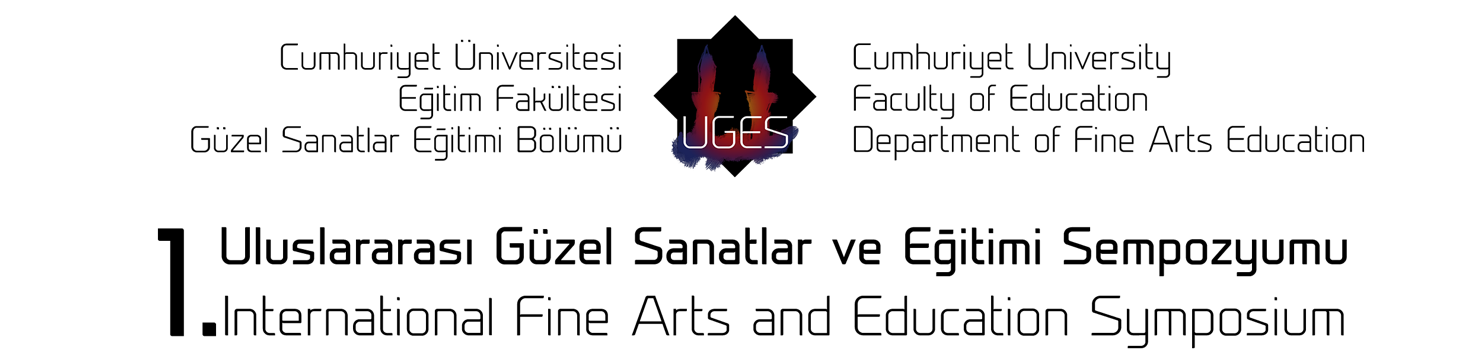 Cumhuriyet Üniversitesi
Eğitim Fakültesi
Güzel Sanatlar Eğitimi Bölümü
UGES
Cumhuriyet University
Faculty of Education
Department of Fine Arts Education
1. Uluslararası Güzel Sanatlar ve Eğitimi Sempozyumu
International Fine Arts and Education Symposium